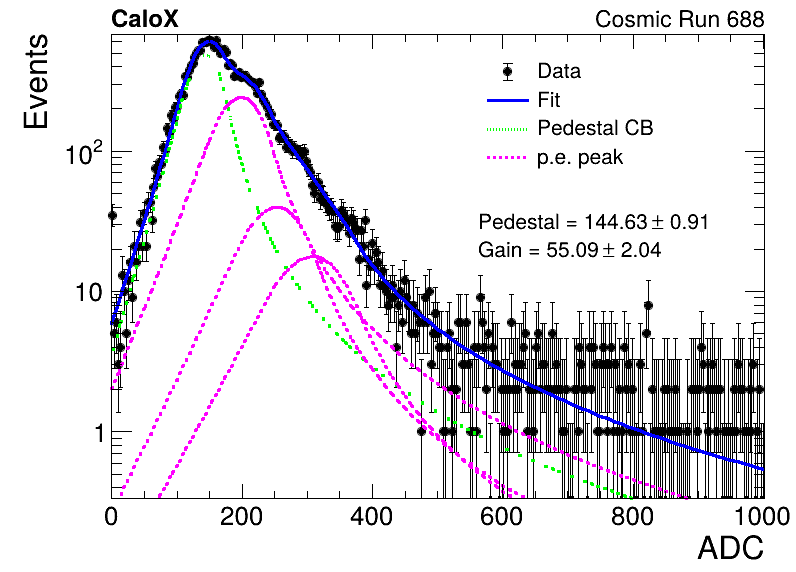 CaloX Cosmic Run 688
Events
Data
Fit
Pedestal CB
p.e. peak
Pedestal = 144.63 ± 0.91
Gain = 55.09 ± 2.04
10²
10
1
0 200 400 600 800 1000
ADC